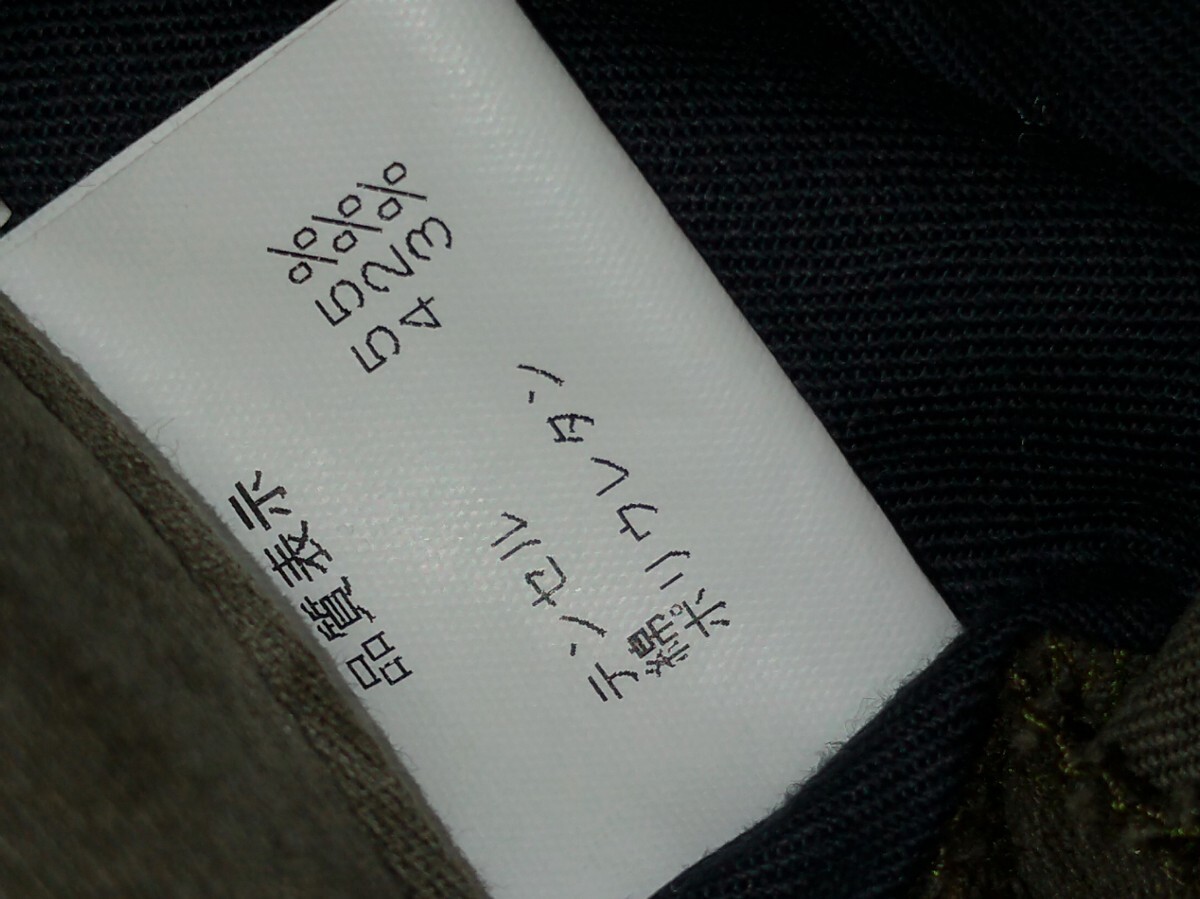 品質表示
テンセル 55%
綿 42%
ポリウレタン 3%